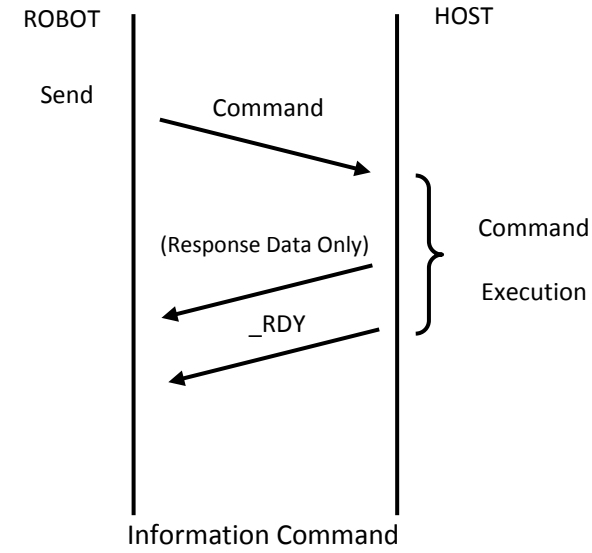 ROBOT
HOST
Send
Command
Command
(Response Data Only)
Execution
_RDY
Information Command